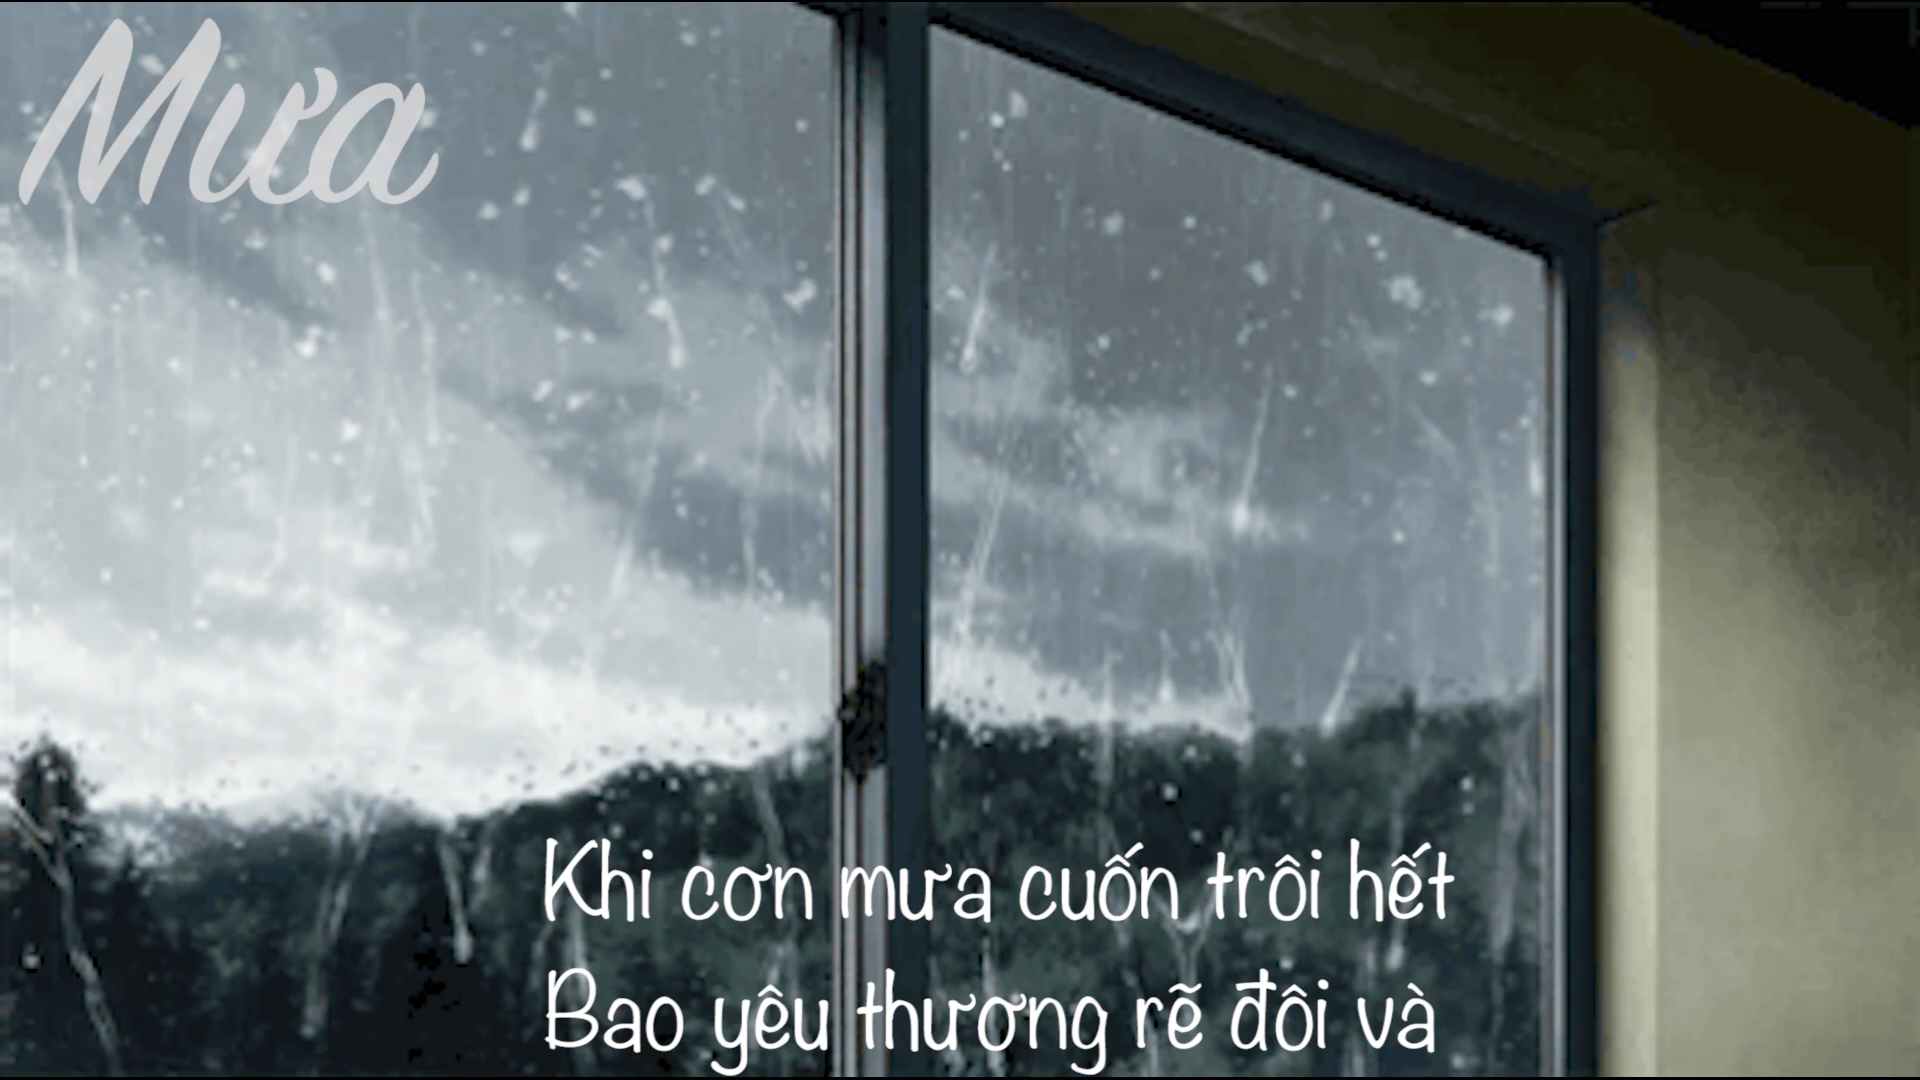 Mưa
Khi cơn mưa cuốn trôi hết
Bao yêu thương rẽ đôi và